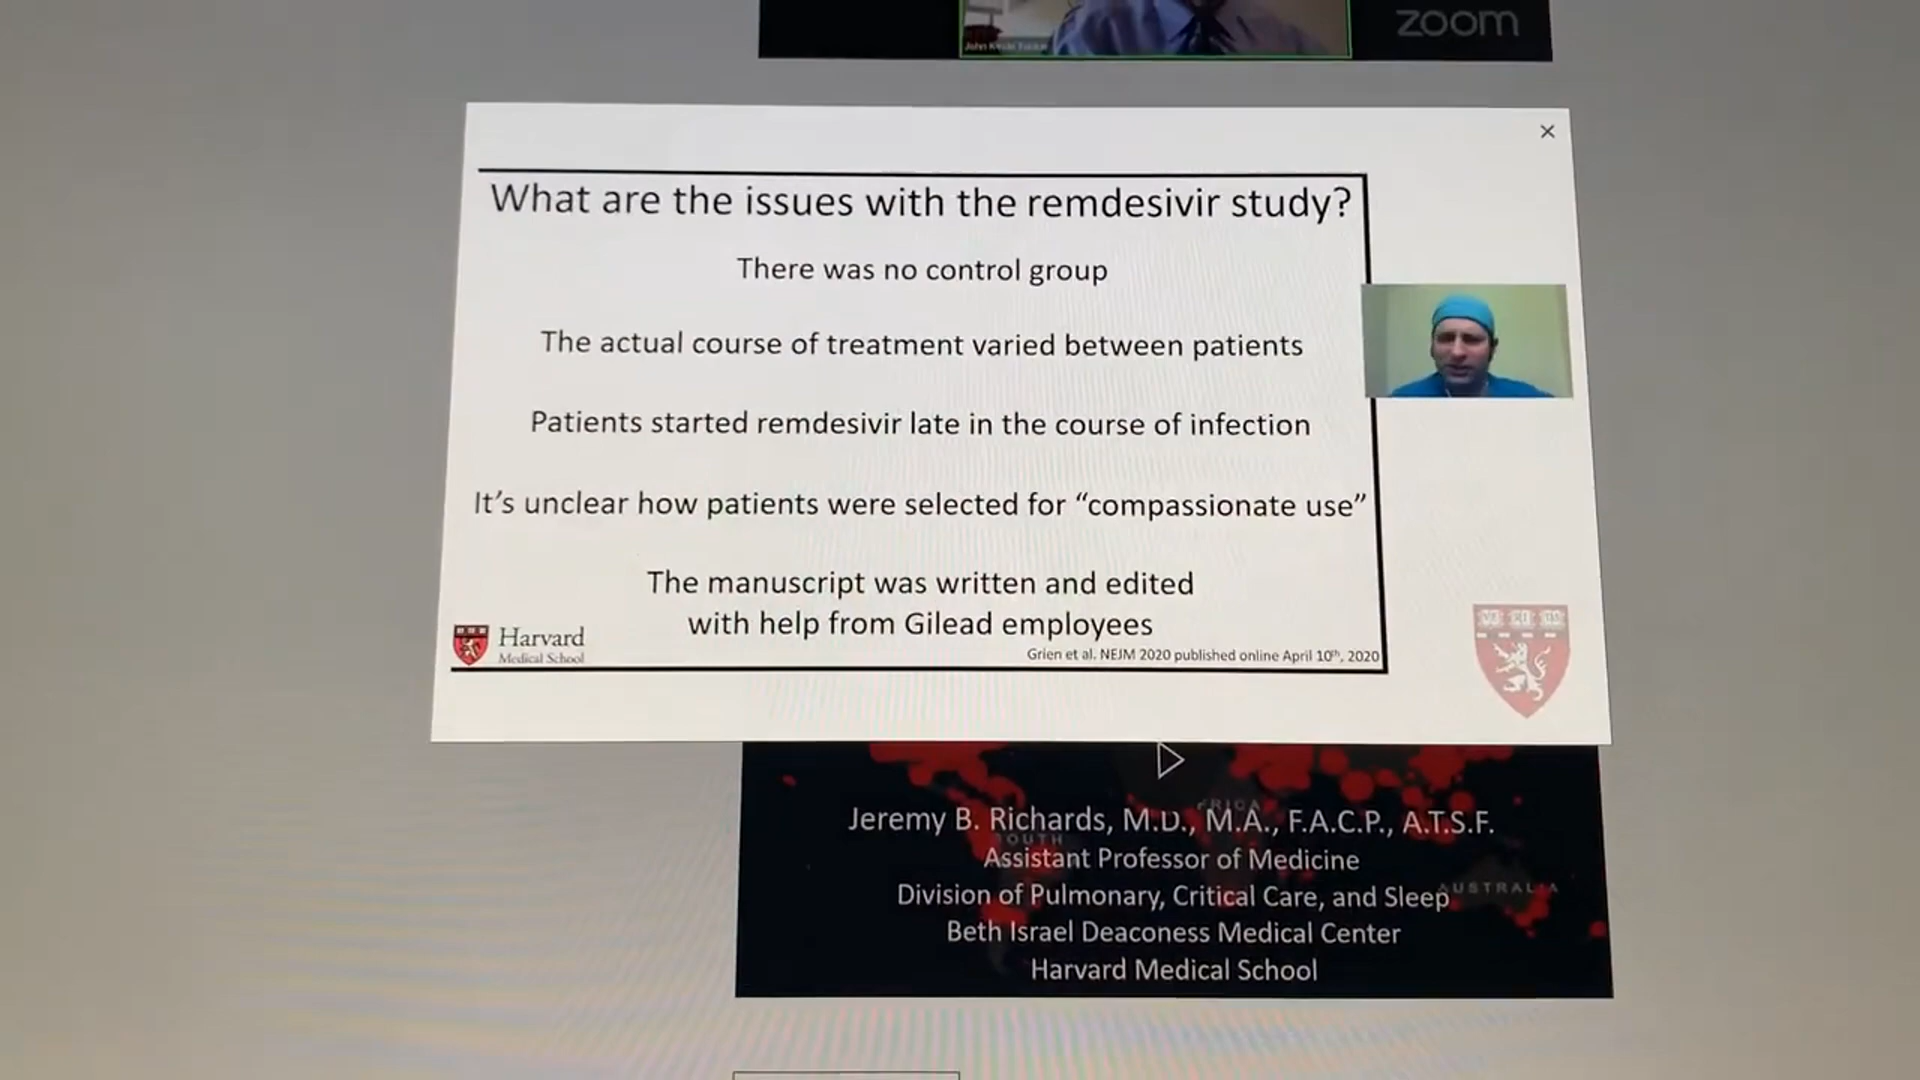 zoom
×
What are the issues with the remdesivir study?
There was no control group
The actual course of treatment varied between patients
Patients started remdesivir late in the course of infection
It’s unclear how patients were selected for “compassionate use”
The manuscript was written and edited
with help from Gilead employees
Harvard
Medical School
Grien et al. NEJM 2020 published online April 10th, 2020
AFRICA
Jeremy B. Richards, M.D., M.A., F.A.C.P., A.T.S.F.
SOUTH
Assistant Professor of Medicine
AUSTRALIA
Division of Pulmonary, Critical Care, and Sleep
Beth Israel Deaconess Medical Center
Harvard Medical School